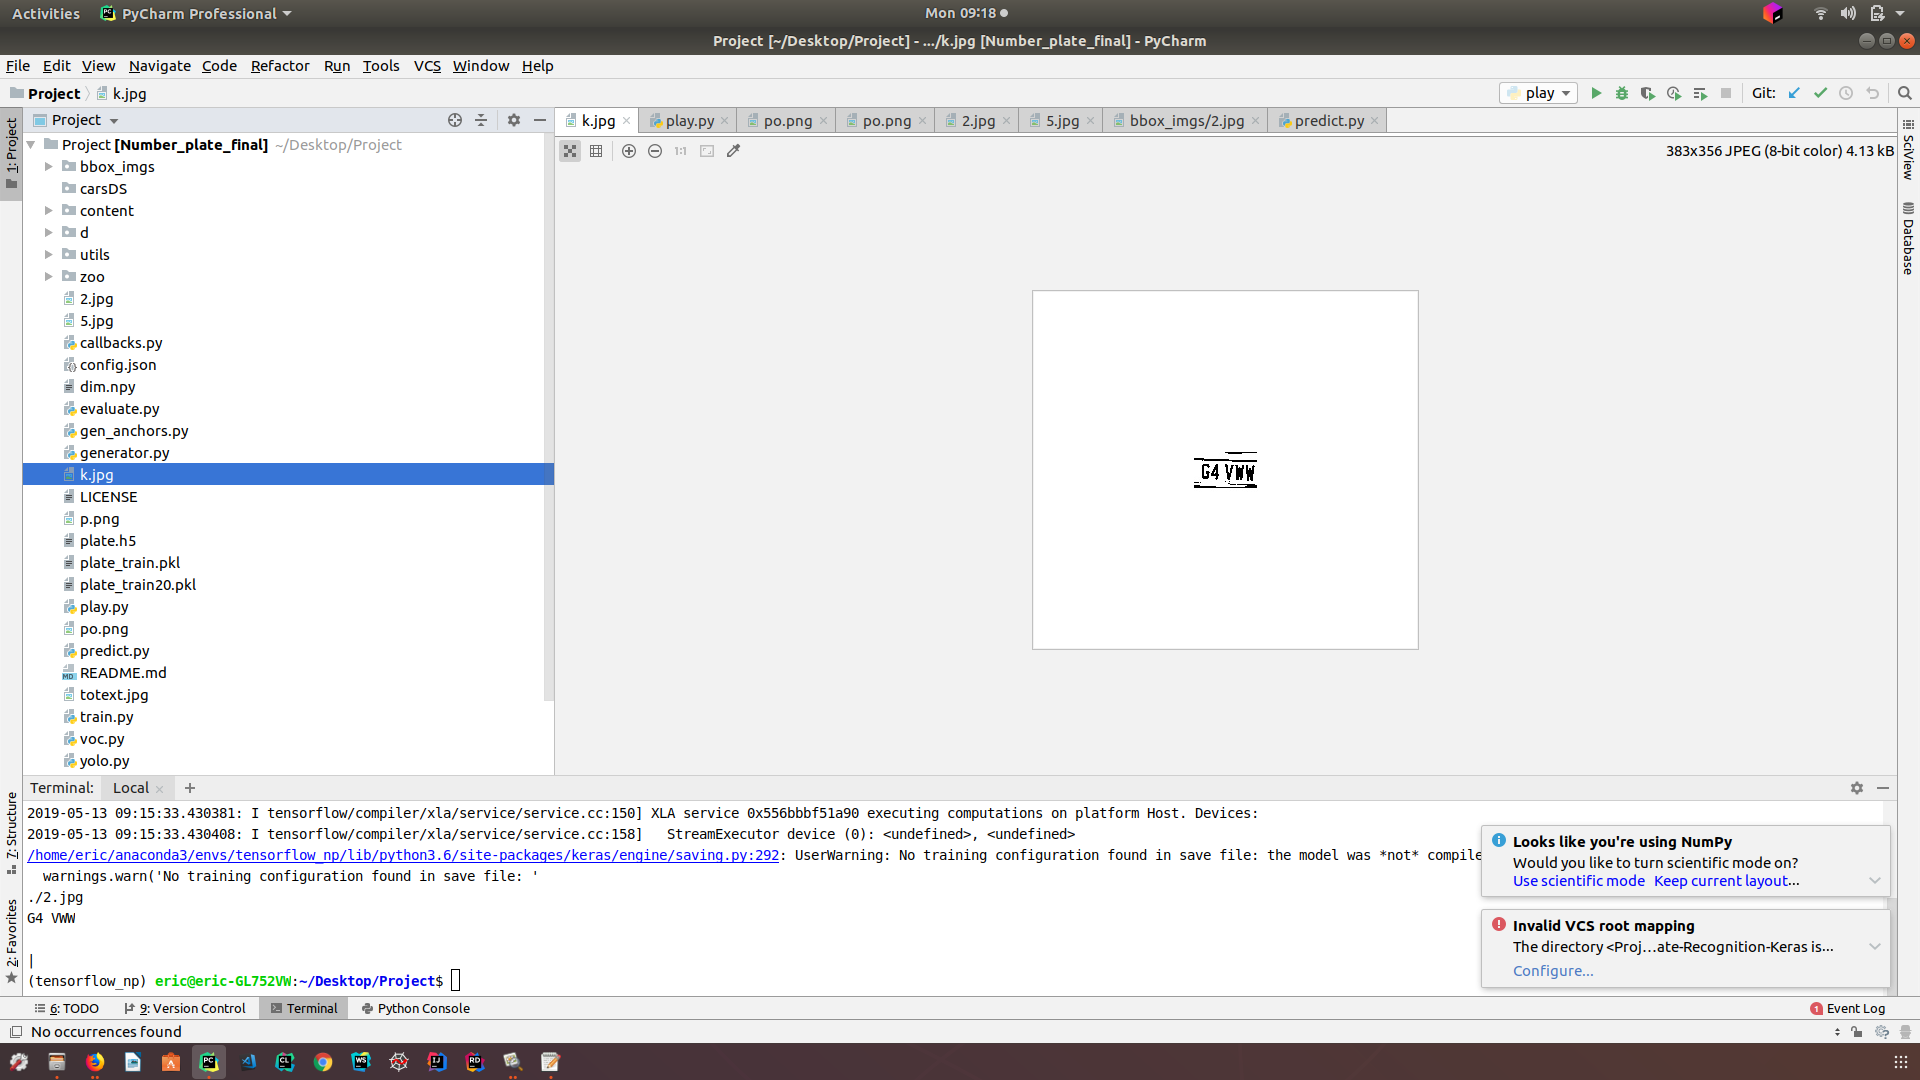 Activities PyCharm Professional Mon 09:18
Project [~/Desktop/Project] - .../k.jpg [Number_plate_final] - PyCharm
File Edit View Navigate Code Refactor Run Tools VCS Window Help
Project k.jpg play Git:
Project k.jpg play.py po.png po.png 2.jpg 5.jpg bbox_imgs/2.jpg predict.py
1: Project
Project [Number_plate_final] ~/Desktop/Project
1:1 383x356 JPEG (8-bit color) 4.13 kB
bbox_imgs
carsDS
content
d
utils
zoo
2.jpg
5.jpg
callbacks.py
config.json
dim.npy
evaluate.py
gen_anchors.py
generator.py
k.jpg
LICENSE
p.png
plate.h5
plate_train.pkl
plate_train20.pkl
play.py
po.png
predict.py
README.md
totext.jpg
train.py
voc.py
yolo.py
G4 VWW
SciView
Database
7: Structure
2: Favorites
Terminal: Local
2019-05-13 09:15:33.430381: I tensorflow/compiler/xla/service/service.cc:150] XLA service 0x556bbbf51a90 executing computations on platform Host. Devices:
2019-05-13 09:15:33.430408: I tensorflow/compiler/xla/service/service.cc:158] StreamExecutor device (0): <undefined>, <undefined>
/home/eric/anaconda3/envs/tensorflow_np/lib/python3.6/site-packages/keras/engine/saving.py:292: UserWarning: No training configuration found in save file: the model was *not* compile
warnings.warn('No training configuration found in save file: '
./2.jpg
G4 VWW
|
(tensorflow_np) eric@eric-GL752VW:~/Desktop/Project$
Looks like you're using NumPy
Would you like to turn scientific mode on?
Use scientific mode Keep current layout...
Invalid VCS root mapping
The directory <Proj...ate-Recognition-Keras is...
Configure...
6: TODO 9: Version Control Terminal Python Console 1 Event Log
No occurrences found